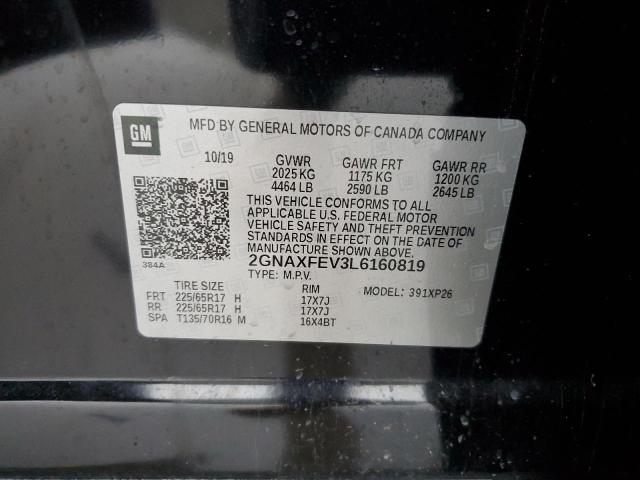 GM
MFD BY GENERAL MOTORS OF CANADA COMPANY
10/19 GVWR GAWR FRT GAWR RR
2025 KG 1175 KG 1200 KG
4464 LB 2590 LB 2645 LB
THIS VEHICLE CONFORMS TO ALL
APPLICABLE U.S. FEDERAL MOTOR
VEHICLE SAFETY AND THEFT PREVENTION
STANDARDS IN EFFECT ON THE DATE OF
MANUFACTURE SHOWN ABOVE.
384A 2GNAXFEV3L6160819
TYPE: M.P.V. MODEL: 391XP26
TIRE SIZE RIM
FRT 225/65R17 H 17X7J
RR 225/65R17 H 17X7J
SPA T135/70R16 M 16X4BT